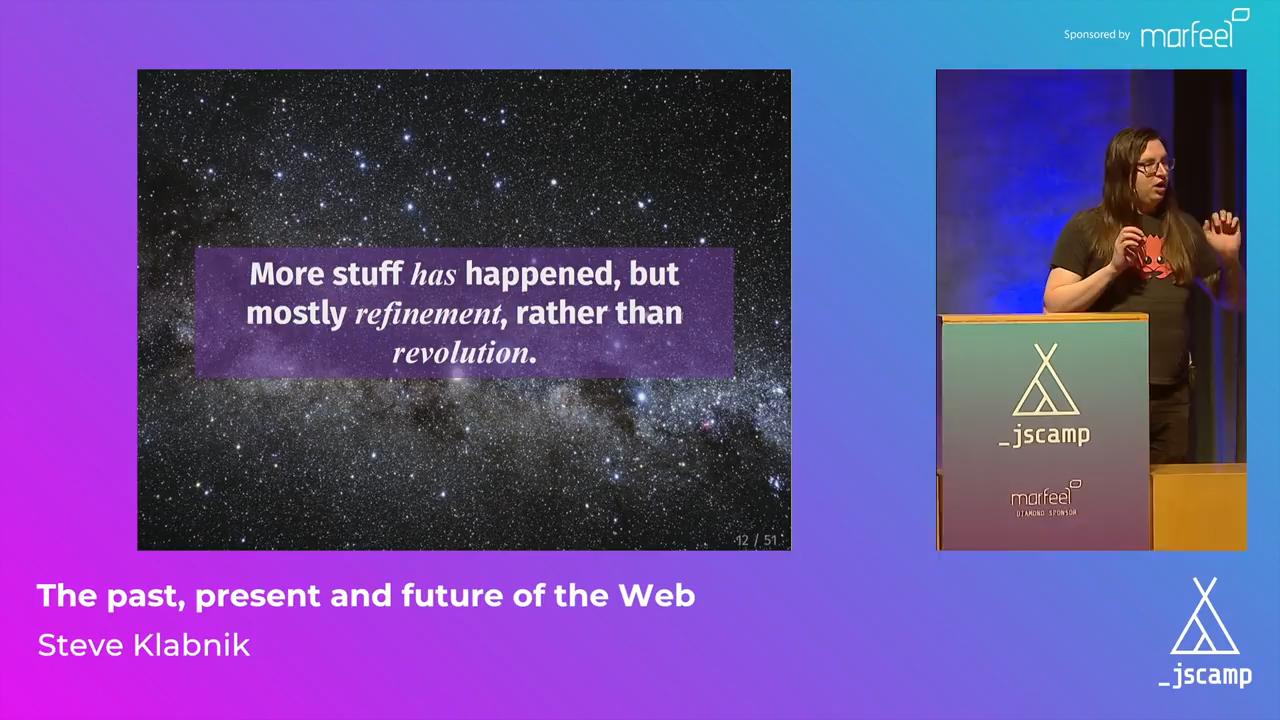 Sponsored by marfeel
More stuff has happened, but
mostly refinement, rather than
revolution.
12 / 51
_jscamp
marfeel
DIAMOND SPONSOR
The past, present and future of the Web
Steve Klabnik
_jscamp